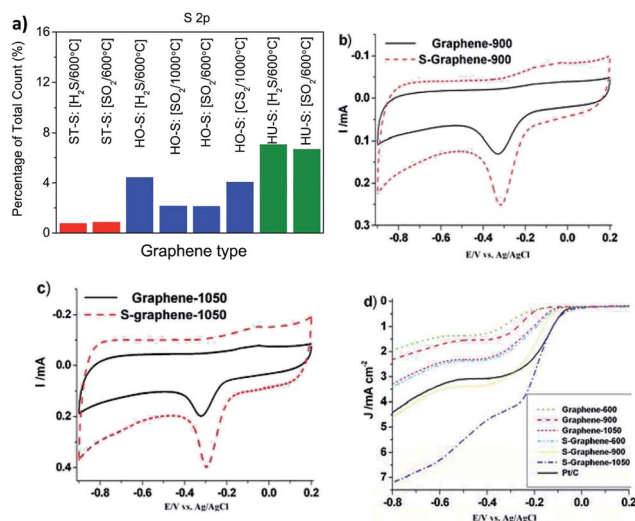 a)
S 2p
Percentage of Total Count (%)
16
12
8
4
0
ST-S: [H2S/600°C]
ST-S: [SO2/600°C]
HO-S: [H2S/600°C]
HO-S: [SO2/1000°C]
HO-S: [SO2/600°C]
HO-S: [CS2/1000°C]
HU-S: [H2S/600°C]
HU-S: [SO2/600°C]
Graphene type
b)
Graphene-900
S-Graphene-900
I /mA
-0.1
0.0
0.1
0.2
0.3
-0.8 -0.6 -0.4 -0.2 0.0 0.2
E/V vs. Ag/AgCl
c)
Graphene-1050
S-graphene-1050
I /mA
-0.2
0.0
0.2
0.4
-0.8 -0.6 -0.4 -0.2 0.0 0.2
E/V vs. Ag/AgCl
d)
J/mA cm-2
0
1
2
3
4
5
6
7
Graphene-600
Graphene-900
Graphene-1050
S-Graphene-600
S-Graphene-900
S-Graphene-1050
Pt/C
-0.8 -0.6 -0.4 -0.2 0.0 0.2
E/V vs. Ag/AgCl